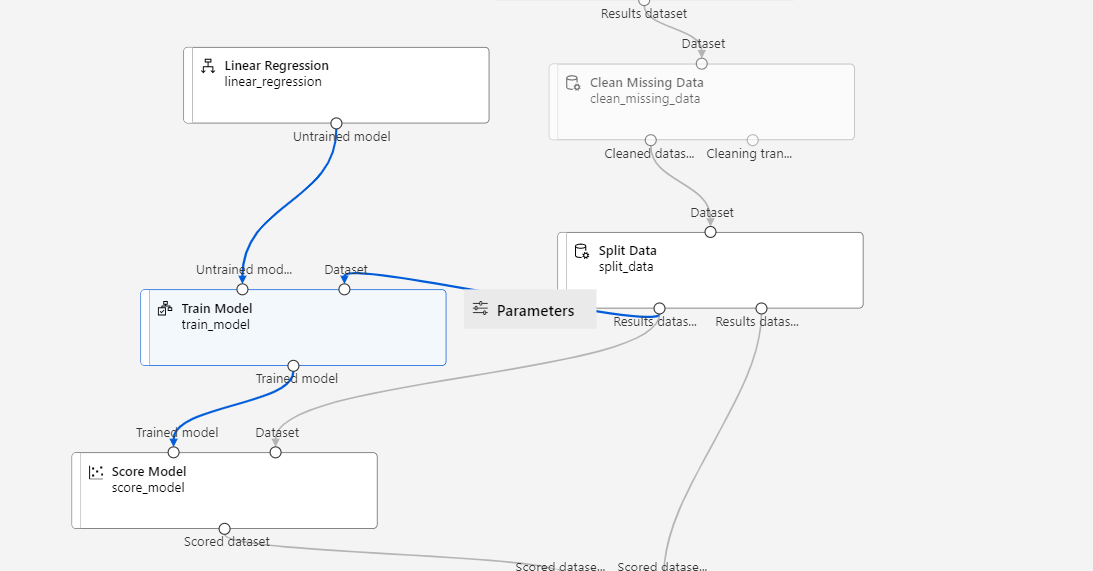 Results dataset
Dataset
Linear Regression
linear_regression
Clean Missing Data
clean_missing_data
Untrained model
Cleaned datas...
Cleaning tran...
Dataset
Split Data
split_data
Untrained mod...
Dataset
Train Model
train_model
Parameters
Results datas...
Results datas...
Trained model
Trained model
Dataset
Score Model
score_model
Scored dataset
Scored datase...
Scored datase...